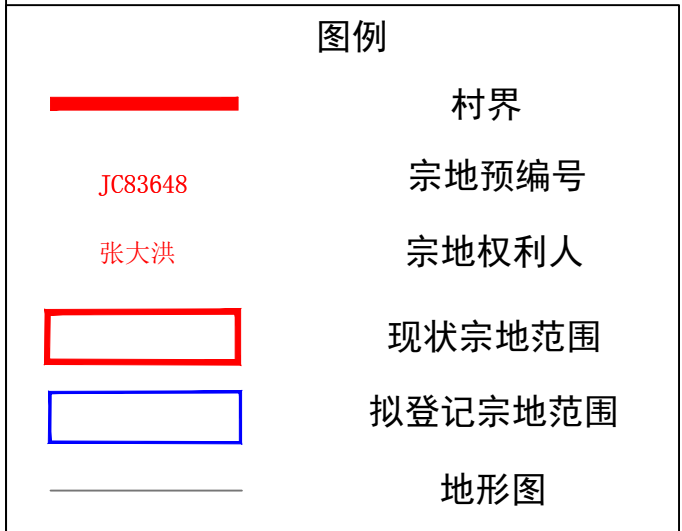 图例
村界
JC83648 宗地预编号
张大洪 宗地权利人
现状宗地范围
拟登记宗地范围
地形图